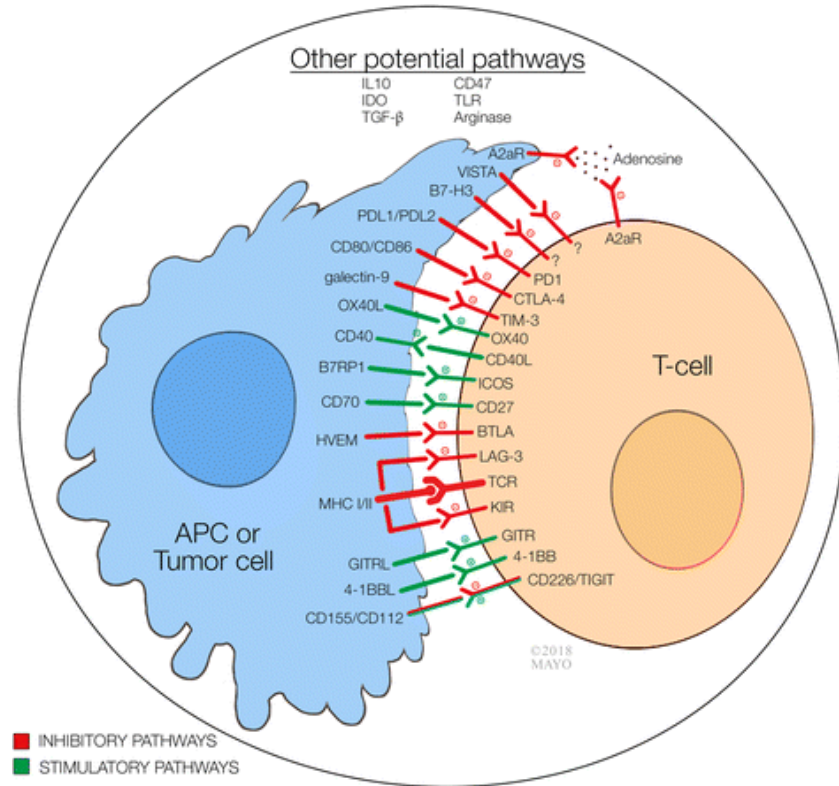 Other potential pathways
IL10 CD47
IDO TLR
TGF-β Arginase
A2aR
Adenosine
VISTA
B7-H3
A2aR
PDL1/PDL2
?
?
CD80/CD86
PD1
galectin-9
CTLA-4
OX40L
TIM-3
CD40
OX40
CD40L
B7RP1
ICOS
CD70
CD27
HVEM
BTLA
LAG-3
TCR
MHC I/II
KIR
GITR
GITRL
4-1BB
4-1BBL
CD226/TIGIT
CD155/CD112
T-cell
APC or
Tumor cell
©2018
MAYO
INHIBITORY PATHWAYS
STIMULATORY PATHWAYS